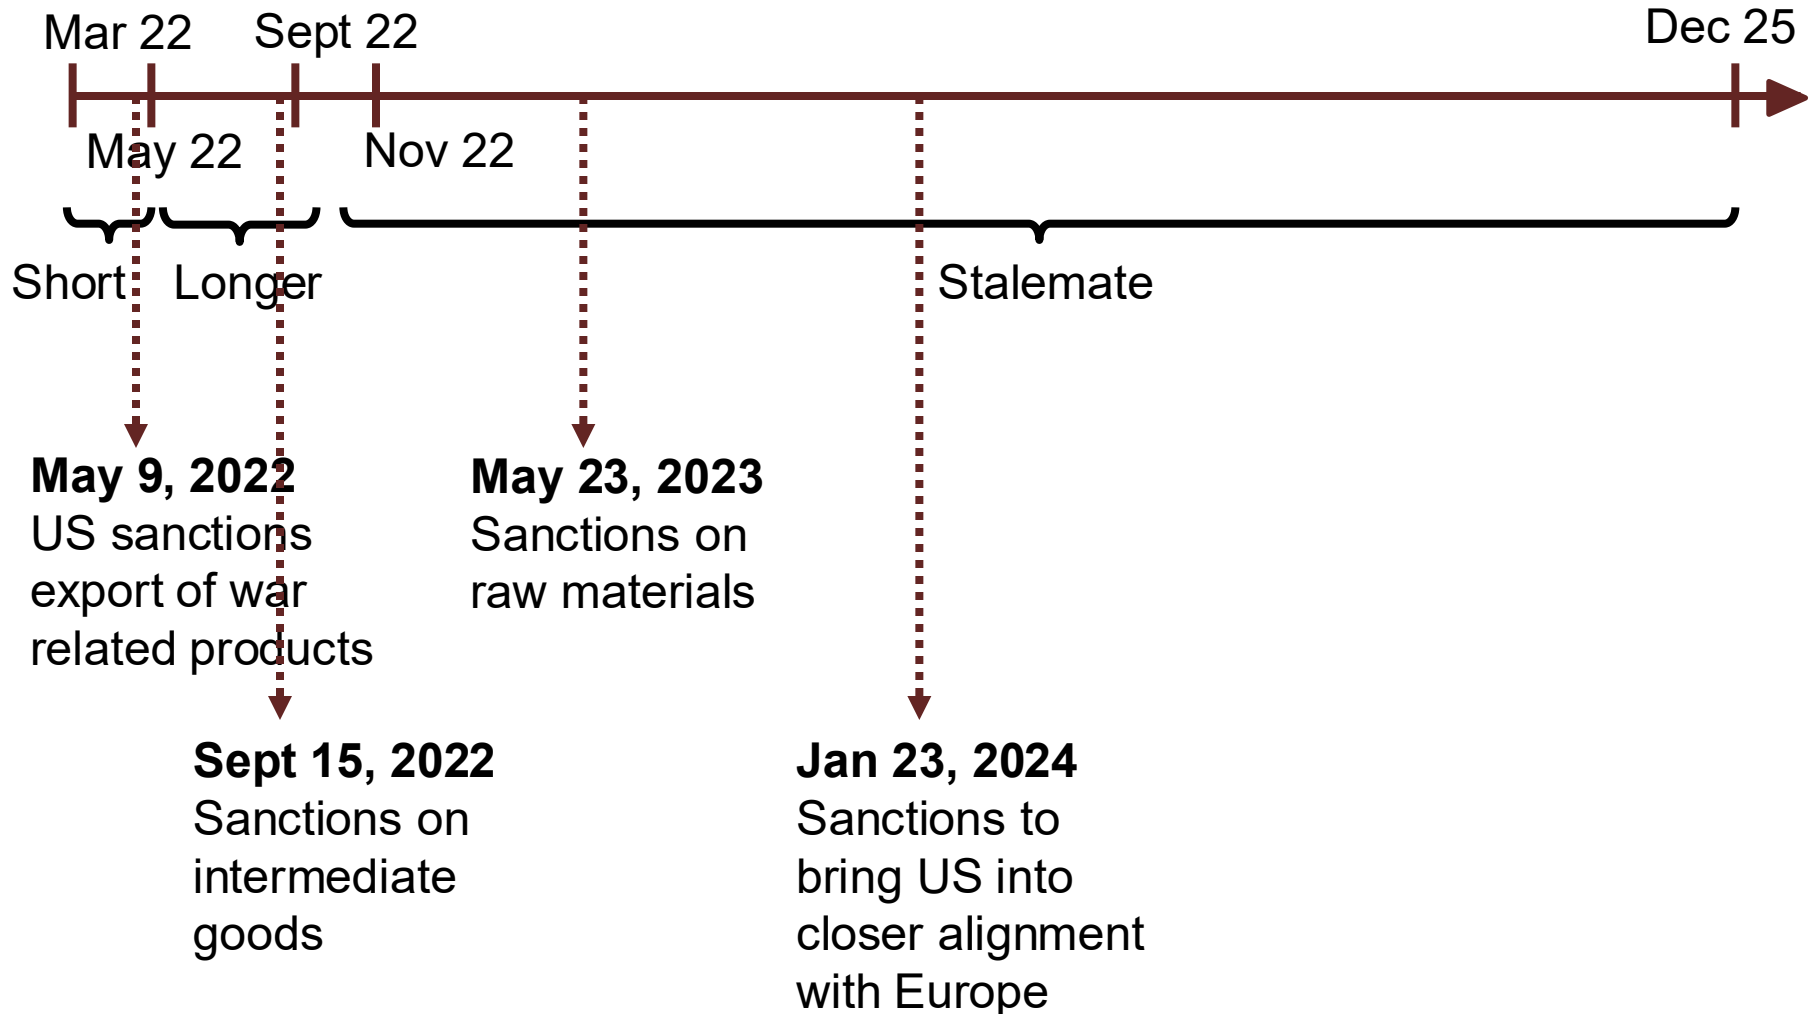 Mar 22
Sept 22
Dec 25
May 22
Nov 22
Short
Longer
Stalemate
May 9, 2022
US sanctions
export of war
related products
May 23, 2023
Sanctions on
raw materials
Sept 15, 2022
Sanctions on
intermediate
goods
Jan 23, 2024
Sanctions to
bring US into
closer alignment
with Europe